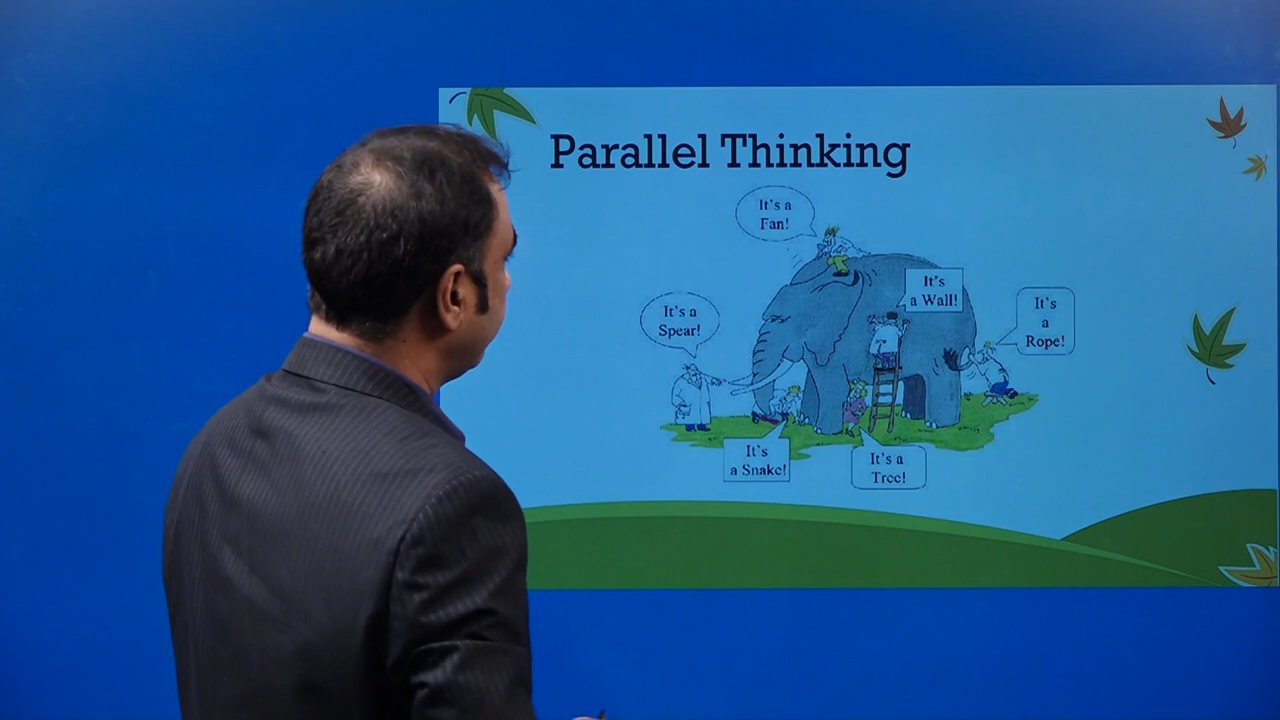 Parallel Thinking
It's a
Fan!
It's
a Wall!
It's
a
Rope!
It's a
Spear!
It's
a Snake!
It's a
Tree!